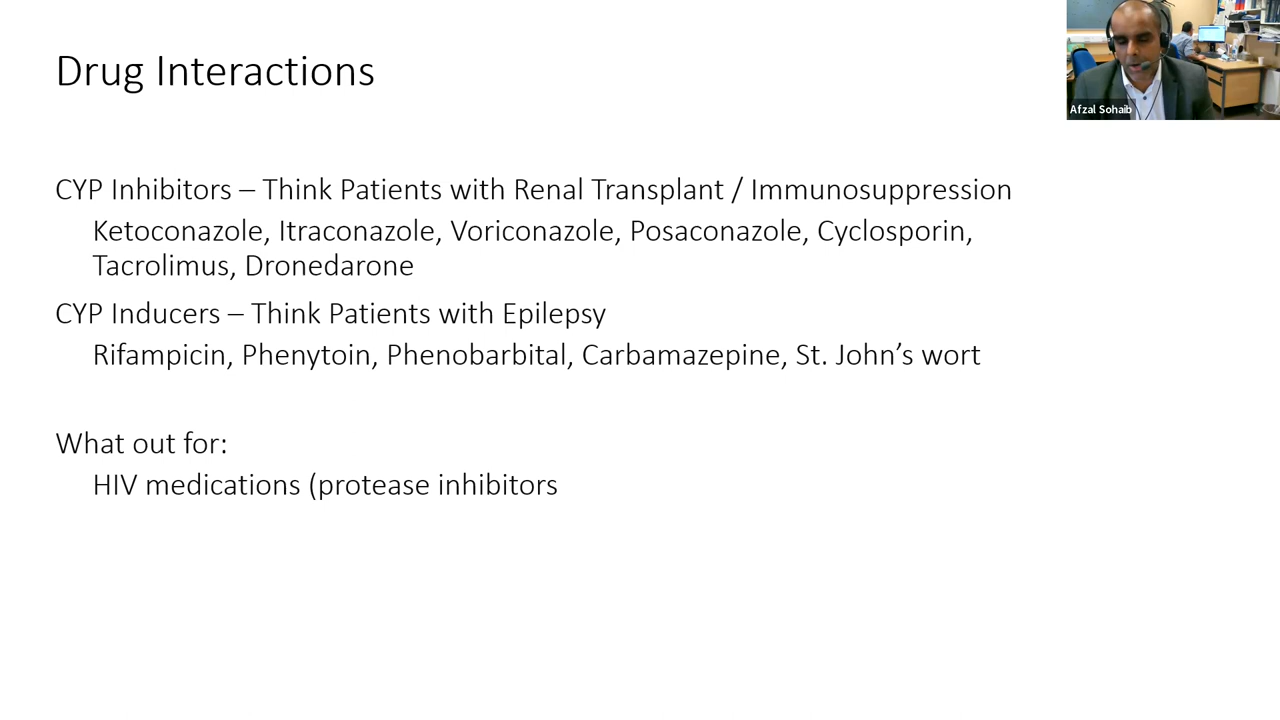 Drug Interactions
Afzal Sohaib
CYP Inhibitors – Think Patients with Renal Transplant / Immunosuppression
Ketoconazole, Itraconazole, Voriconazole, Posaconazole, Cyclosporin,
Tacrolimus, Dronedarone
CYP Inducers – Think Patients with Epilepsy
Rifampicin, Phenytoin, Phenobarbital, Carbamazepine, St. John’s wort
What out for:
HIV medications (protease inhibitors